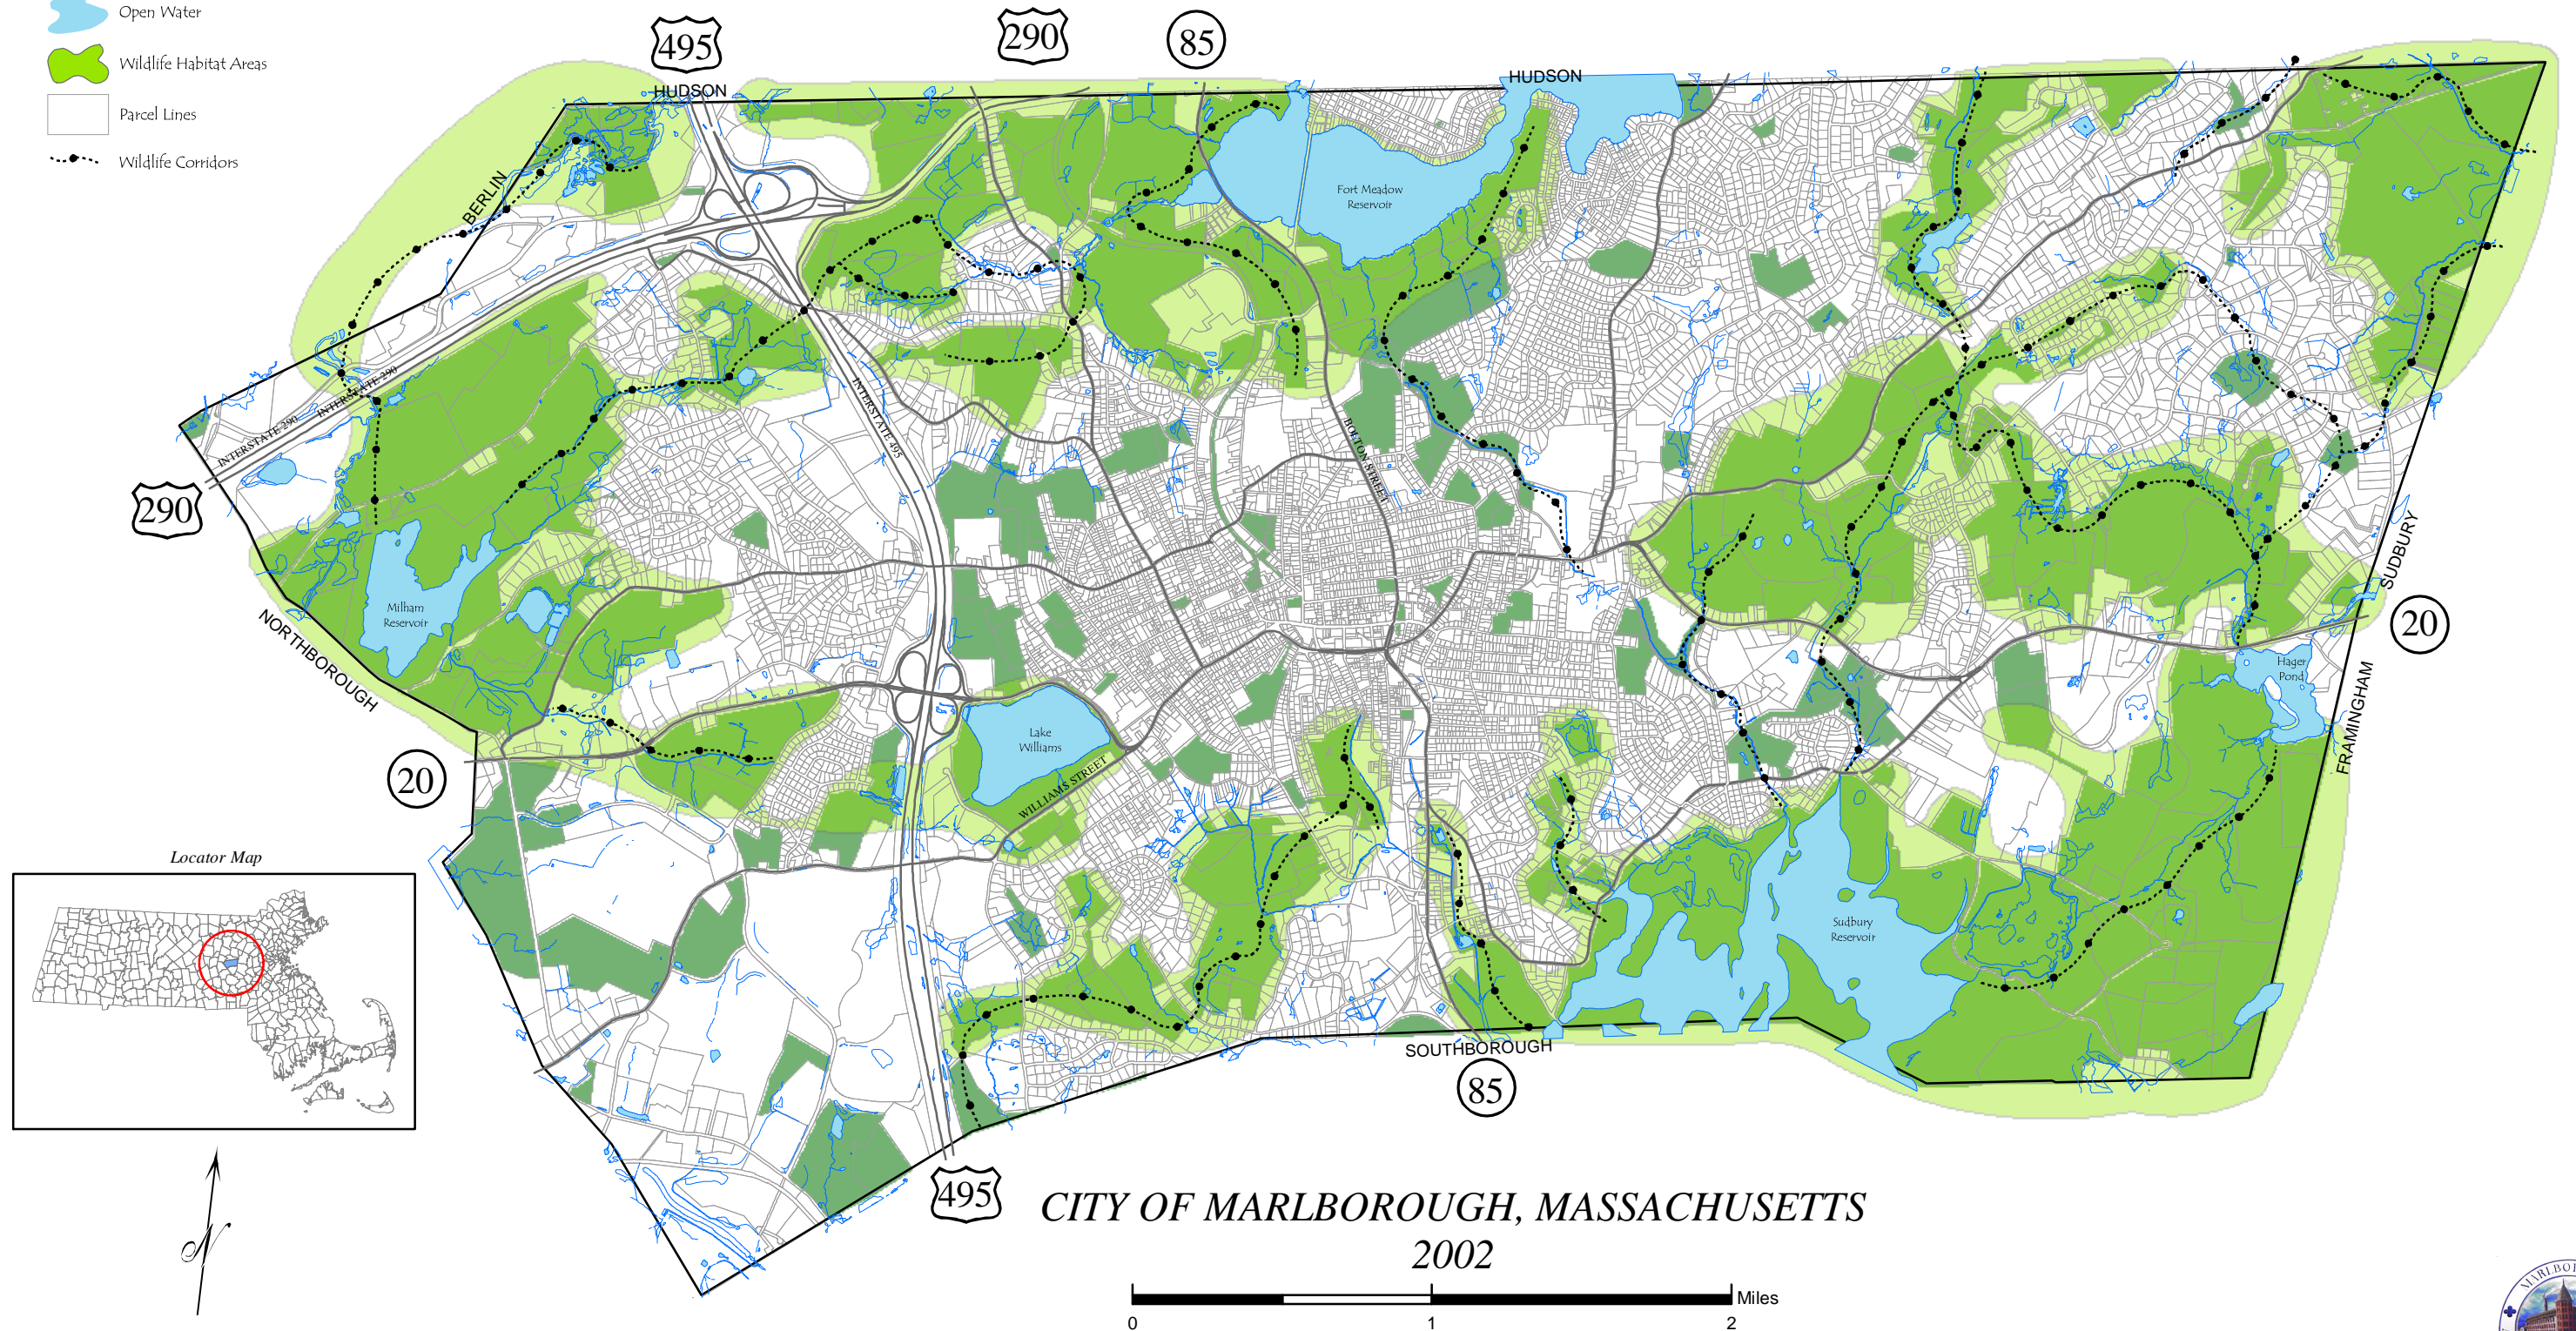 Open Water
Wildlife Habitat Areas
Parcel Lines
Wildlife Corridors
495
290
85
HUDSON
HUDSON
BERLIN
Fort Meadow
Reservoir
INTERSTATE 290
INTERSTATE 290
INTERSTATE 495
BOLTON STREET
290
SUDBURY
Milham
Reservoir
NORTHBOROUGH
20
Hager
Pond
FRAMINGHAM
Lake
Williams
WILLIAMS STREET
20
Locator Map
Sudbury
Reservoir
SOUTHBOROUGH
85
495
N
CITY OF MARLBOROUGH, MASSACHUSETTS
2002
Miles
0 1 2